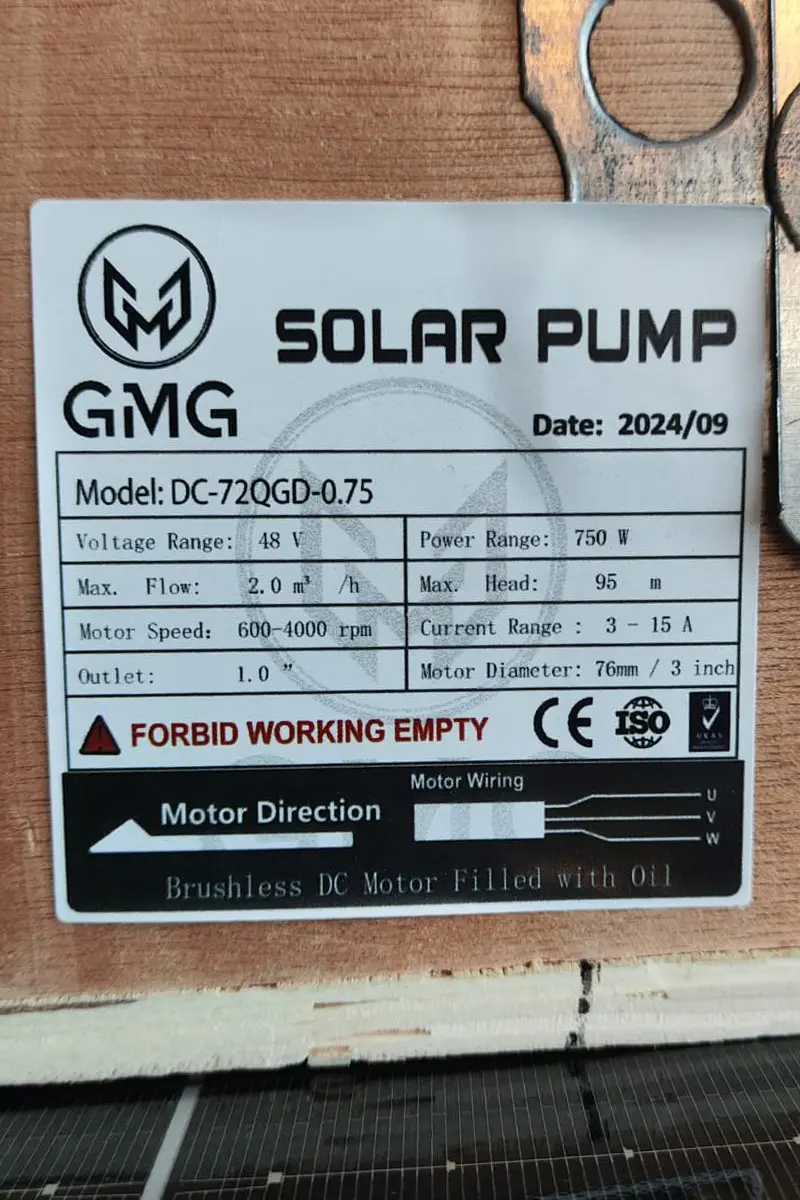 GMG
SOLAR PUMP
Date: 2024/09
Model: DC-72QGD-0.75
Voltage Range: 48 V
Power Range: 750 W
Max. Flow: 2.0 m³ /h
Max. Head: 95 m
Motor Speed: 600-4000 rpm
Current Range : 3 - 15 A
Outlet: 1.0 "
Motor Diameter: 76mm / 3 inch
FORBID WORKING EMPTY
CE
ISO
UKAS
Motor Direction
Motor Wiring
U
V
W
Brushless DC Motor Filled with Oil